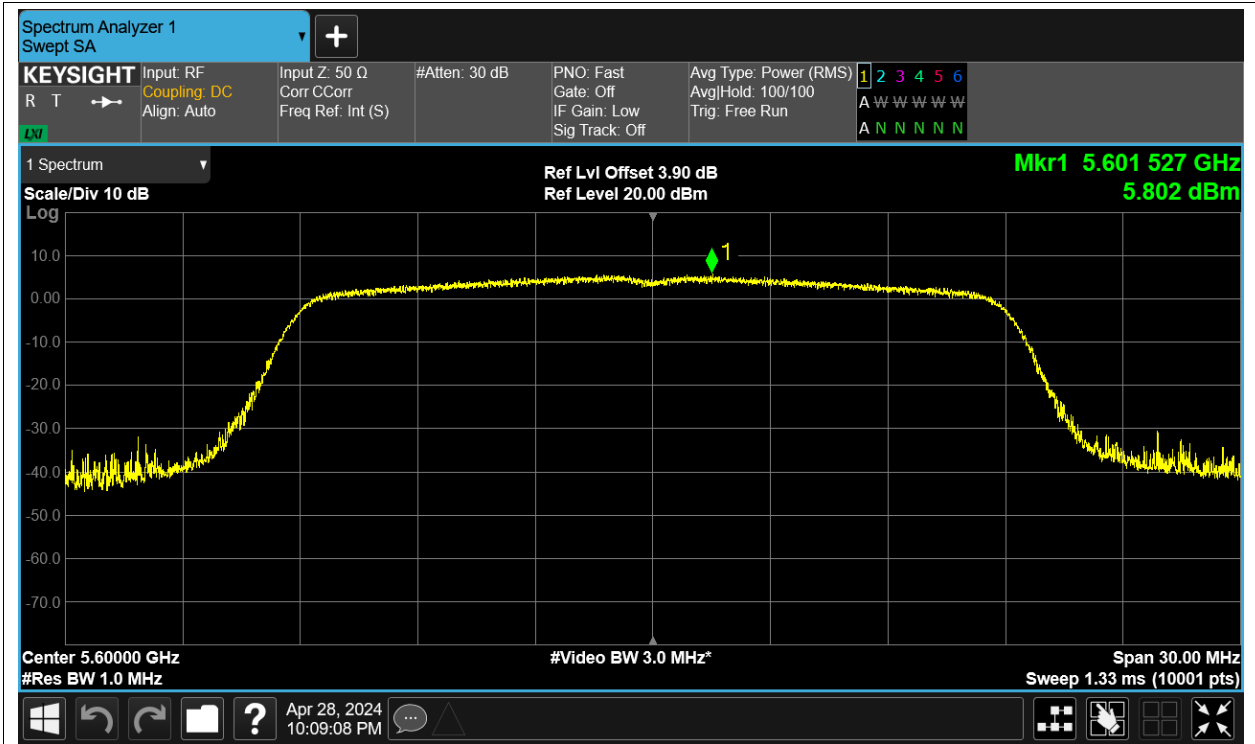 Spectrum Analyzer 1
Swept SA
KEYSIGHT
R T
LXI
Input: RF
Coupling: DC
Align: Auto
Input Z: 50 Ω
Corr CCorr
Freq Ref: Int (S)
#Atten: 30 dB
PNO: Fast
Gate: Off
IF Gain: Low
Sig Track: Off
Avg Type: Power (RMS)
Avg|Hold: 100/100
Trig: Free Run
1 2 3 4 5 6
A W W W W W
A N N N N N
1 Spectrum
Scale/Div 10 dB
Log
Ref Lvl Offset 3.90 dB
Ref Level 20.00 dBm
Mkr1 5.601 527 GHz
5.802 dBm
1
10.0
0.00
-10.0
-20.0
-30.0
-40.0
-50.0
-60.0
-70.0
Center 5.60000 GHz
#Res BW 1.0 MHz
#Video BW 3.0 MHz*
Span 30.00 MHz
Sweep 1.33 ms (10001 pts)
?
Apr 28, 2024
10:09:08 PM